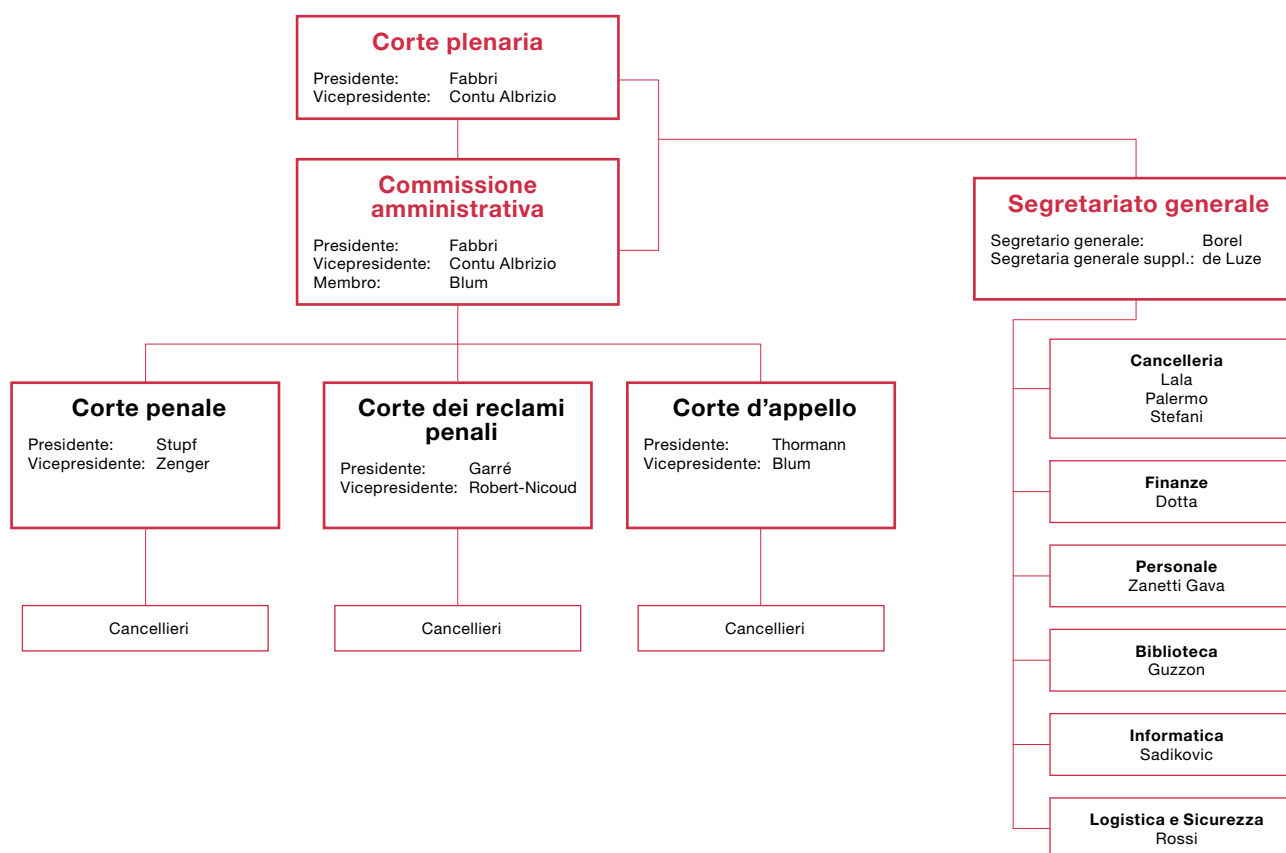 Corte plenaria
Presidente: Fabbri
Vicepresidente: Contu Albrizio
Commissione
amministrativa
Presidente: Fabbri
Vicepresidente: Contu Albrizio
Membro: Blum
Segretariato generale
Segretario generale: Borel
Segretaria generale suppl.: de Luze
Corte penale
Presidente: Stupf
Vicepresidente: Zenger
Corte dei reclami
penali
Presidente: Garré
Vicepresidente: Robert-Nicoud
Corte d'appello
Presidente: Thormann
Vicepresidente: Blum
Cancellieri
Cancellieri
Cancellieri
Cancelleria
Lala
Palermo
Stefani
Finanze
Dotta
Personale
Zanetti Gava
Biblioteca
Guzzon
Informatica
Sadikovic
Logistica e Sicurezza
Rossi